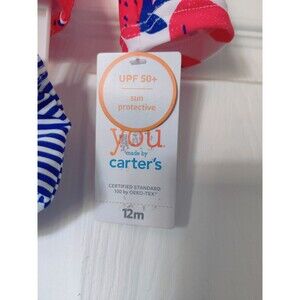 UPF 50+
sun
protective
you
made by
carter's
CERTIFIED STANDARD
100 by OEKO-TEX®
12m